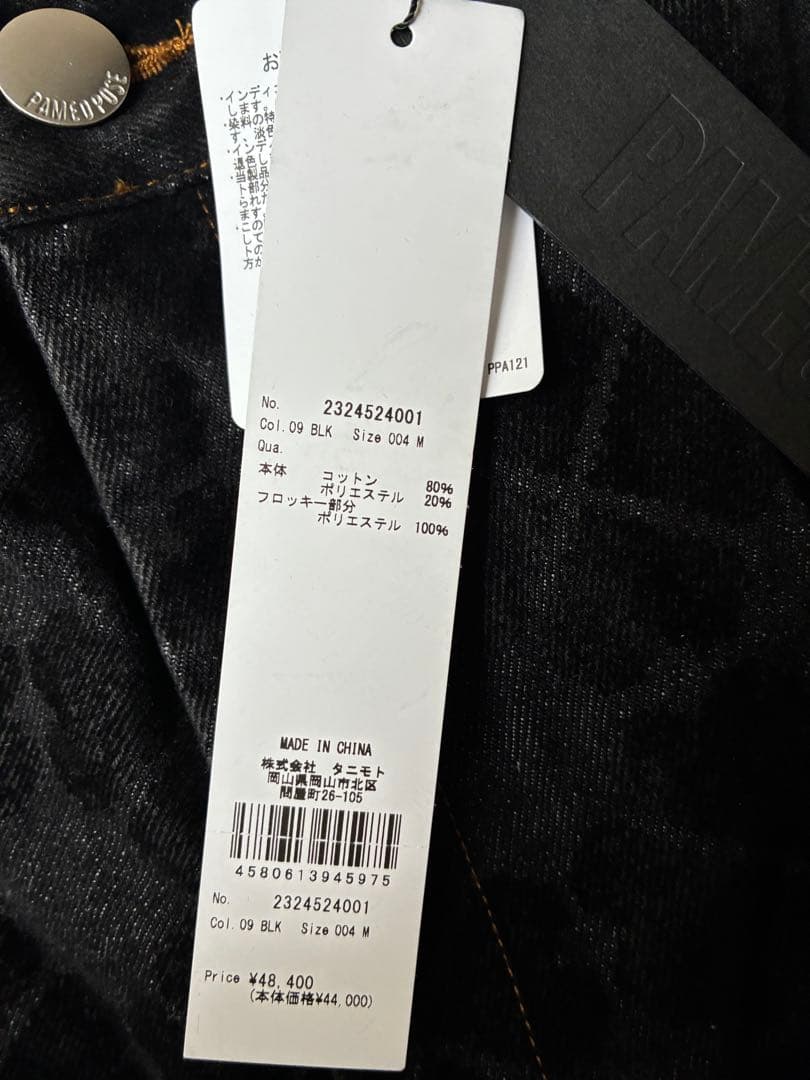 PAMEO POSE
お
PAME
PPA121
No. 2324524001
Col.09 BLK Size 004 M
Qua.
本体 コットン 80%
ポリエステル 20%
フロッキー部分
ポリエステル 100%
MADE IN CHINA
株式会社 タニモト
岡山県岡山市北区
問屋町26-105
4580613945975
No. 2324524001
Col.09 BLK Size 004 M
Price ¥48,400
(本体価格¥44,000)